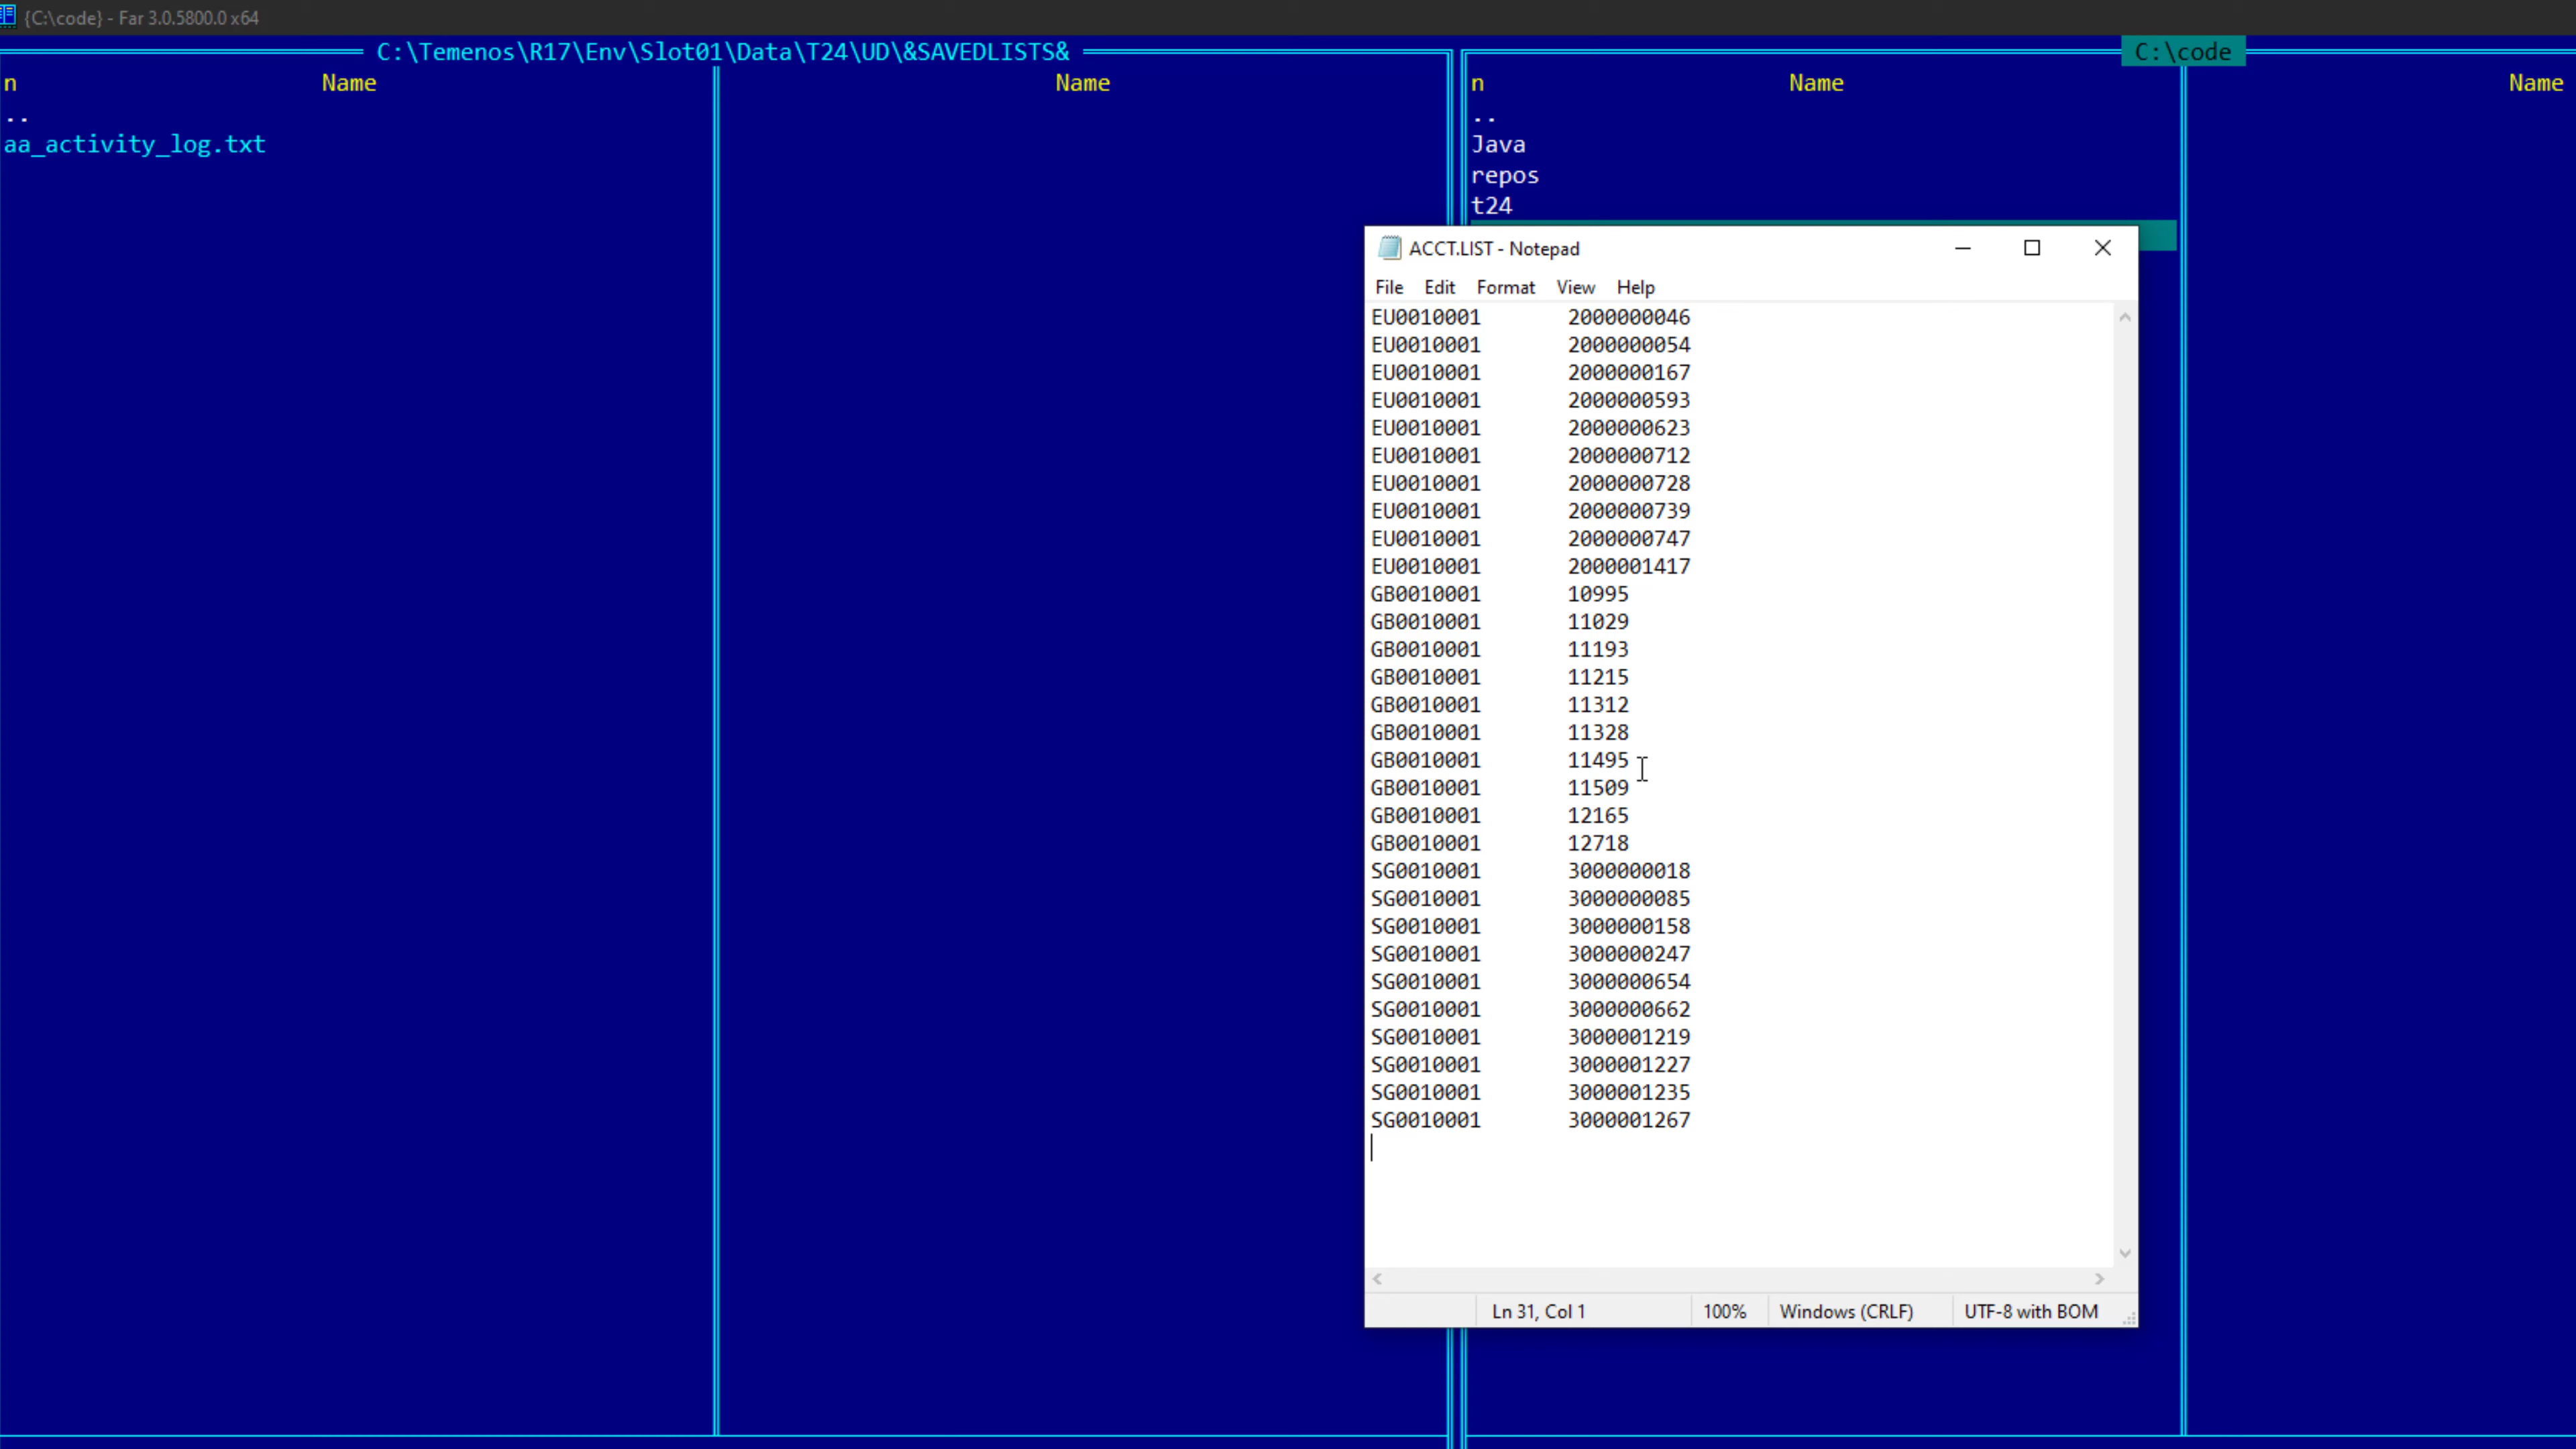 {C:\code} - Far 3.0.5800.0 x64
C:\Temenos\R17\Env\Slot01\Data\T24\UD\&SAVEDLISTS&
C:\code
n Name Name
n Name Name
..
aa_activity_log.txt
..
Java
repos
t24
ACCT.LIST - Notepad
File Edit Format View Help
EU0010001 2000000046
EU0010001 2000000054
EU0010001 2000000167
EU0010001 2000000593
EU0010001 2000000623
EU0010001 2000000712
EU0010001 2000000728
EU0010001 2000000739
EU0010001 2000000747
EU0010001 2000001417
GB0010001 10995
GB0010001 11029
GB0010001 11193
GB0010001 11215
GB0010001 11312
GB0010001 11328
GB0010001 11495
GB0010001 11509
GB0010001 12165
GB0010001 12718
SG0010001 3000000018
SG0010001 3000000085
SG0010001 3000000158
SG0010001 3000000247
SG0010001 3000000654
SG0010001 3000000662
SG0010001 3000001219
SG0010001 3000001227
SG0010001 3000001235
SG0010001 3000001267
Ln 31, Col 1 100% Windows (CRLF) UTF-8 with BOM